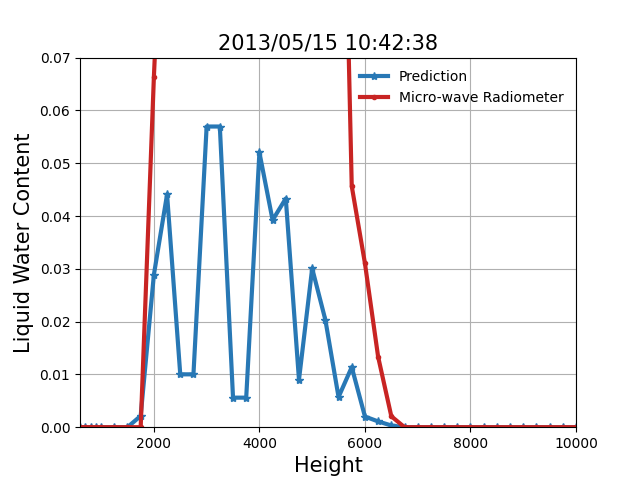 2013/05/15 10:42:38
Prediction
Micro-wave Radiometer
Liquid Water Content
0.07
0.06
0.05
0.04
0.03
0.02
0.01
0.00
2000 4000 6000 8000 10000
Height